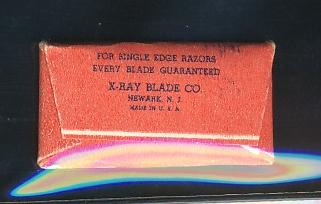 FOR SINGLE EDGE RAZORS
EVERY BLADE GUARANTEED
X-RAY BLADE CO.
NEWARK, N. J.
MADE IN U. S. A.